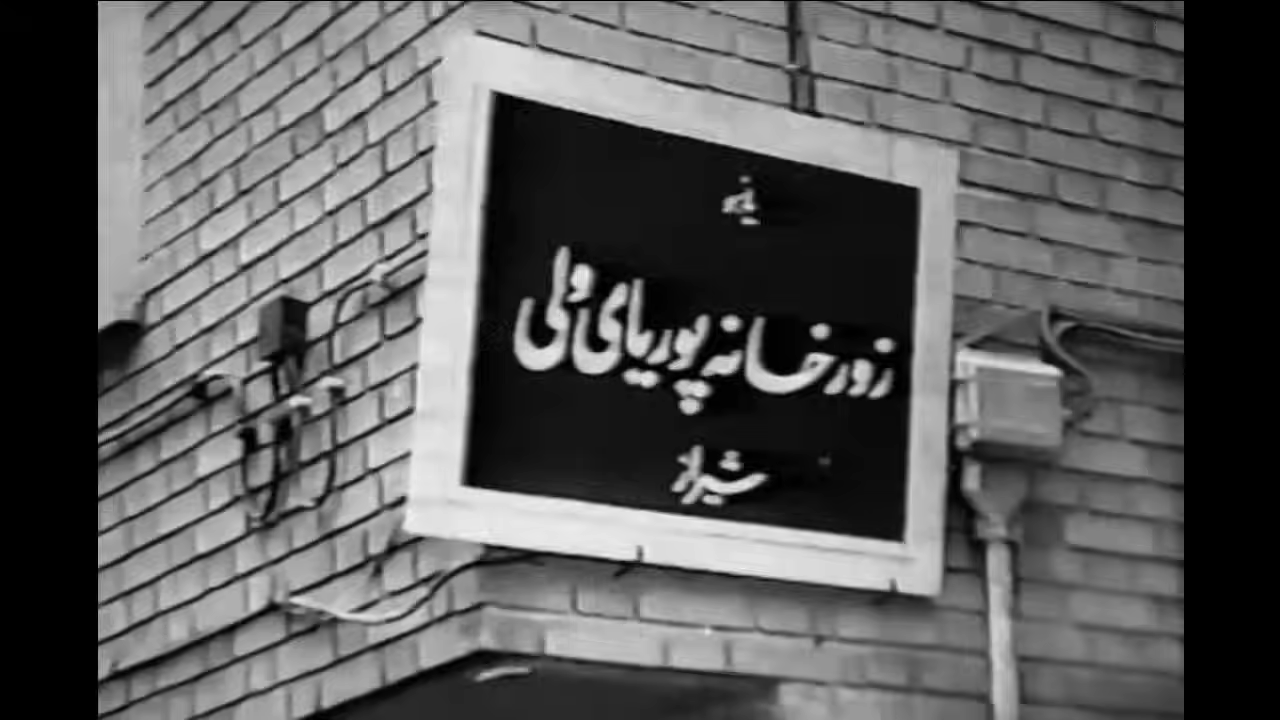 زورخانه پوریای ولی
شیراز